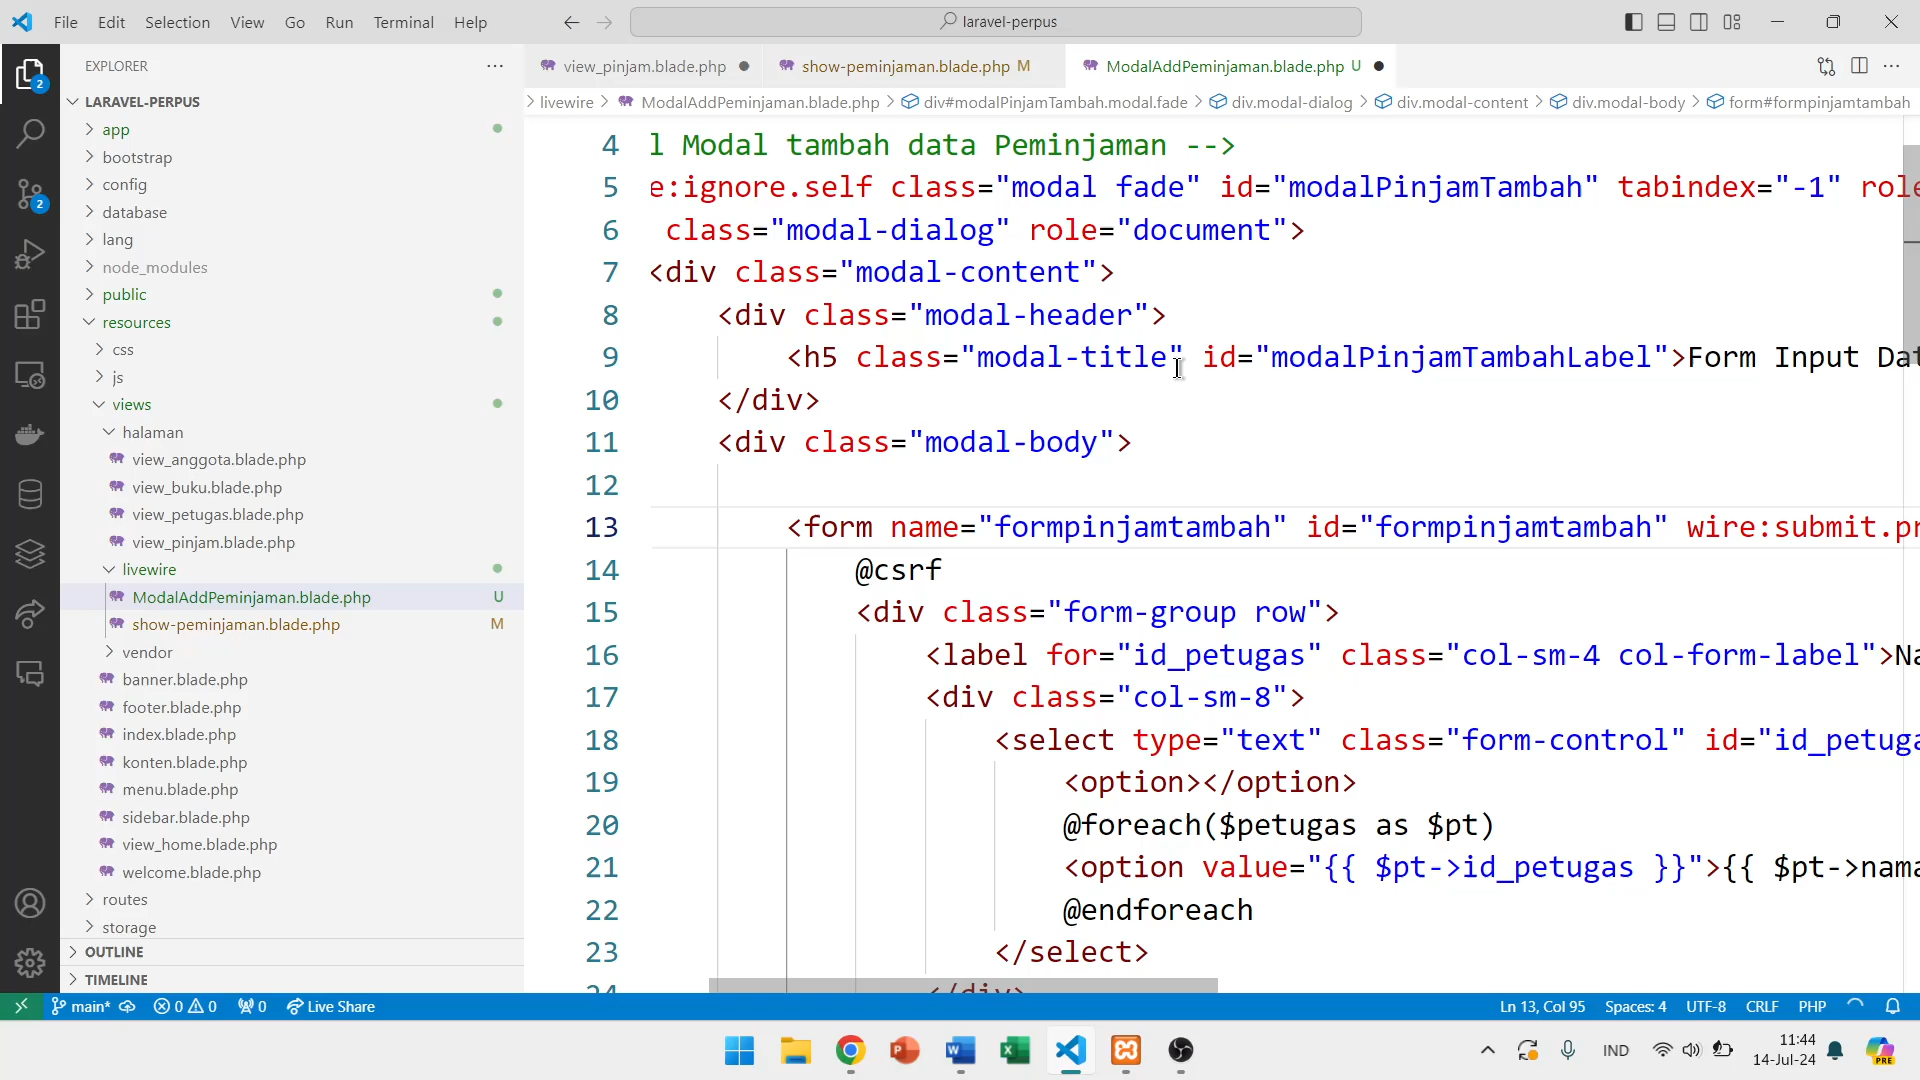 File Edit Selection View Go Run Terminal Help
laravel-perpus
EXPLORER
LARAVEL-PERPUS
app
bootstrap
config
database
lang
node_modules
public
resources
css
js
views
halaman
view_anggota.blade.php
view_buku.blade.php
view_petugas.blade.php
view_pinjam.blade.php
livewire
ModalAddPeminjaman.blade.php U
show-peminjaman.blade.php M
vendor
banner.blade.php
footer.blade.php
index.blade.php
konten.blade.php
menu.blade.php
sidebar.blade.php
view_home.blade.php
welcome.blade.php
routes
storage
OUTLINE
TIMELINE
2
2
view_pinjam.blade.php show-peminjaman.blade.php M ModalAddPeminjaman.blade.php U
livewire ModalAddPeminjaman.blade.php div#modalPinjamTambah.modal.fade div.modal-dialog div.modal-content div.modal-body form#formpinjamtambah
4 l Modal tambah data Peminjaman -->
5 e:ignore.self class="modal fade" id="modalPinjamTambah" tabindex="-1" role
6 class="modal-dialog" role="document">
7 <div class="modal-content">
8 <div class="modal-header">
9 <h5 class="modal-title" id="modalPinjamTambahLabel">Form Input Dat
10 </div>
11 <div class="modal-body">
12
13 <form name="formpinjamtambah" id="formpinjamtambah" wire:submit.pr
14 @csrf
15 <div class="form-group row">
16 <label for="id_petugas" class="col-sm-4 col-form-label">Na
17 <div class="col-sm-8">
18 <select type="text" class="form-control" id="id_petuga
19 <option></option>
20 @foreach($petugas as $pt)
21 <option value="{{ $pt->id_petugas }}">{{ $pt->nama
22 @endforeach
23 </select>
24 </div>
main* 0 0 0 Live Share
Ln 13, Col 95 Spaces: 4 UTF-8 CRLF PHP
IND
11:44
14-Jul-24
PRE